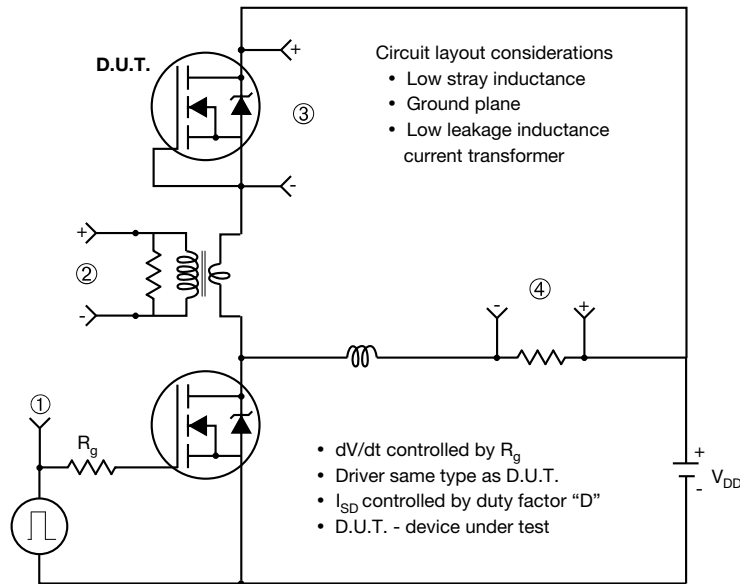 D.U.T.
+
-
③
Circuit layout considerations
• Low stray inductance
• Ground plane
• Low leakage inductance
current transformer
+
②
-
④
-
+
①
R_g
• dV/dt controlled by R_g
• Driver same type as D.U.T.
• I_SD controlled by duty factor “D”
• D.U.T. - device under test
+
V_DD
-